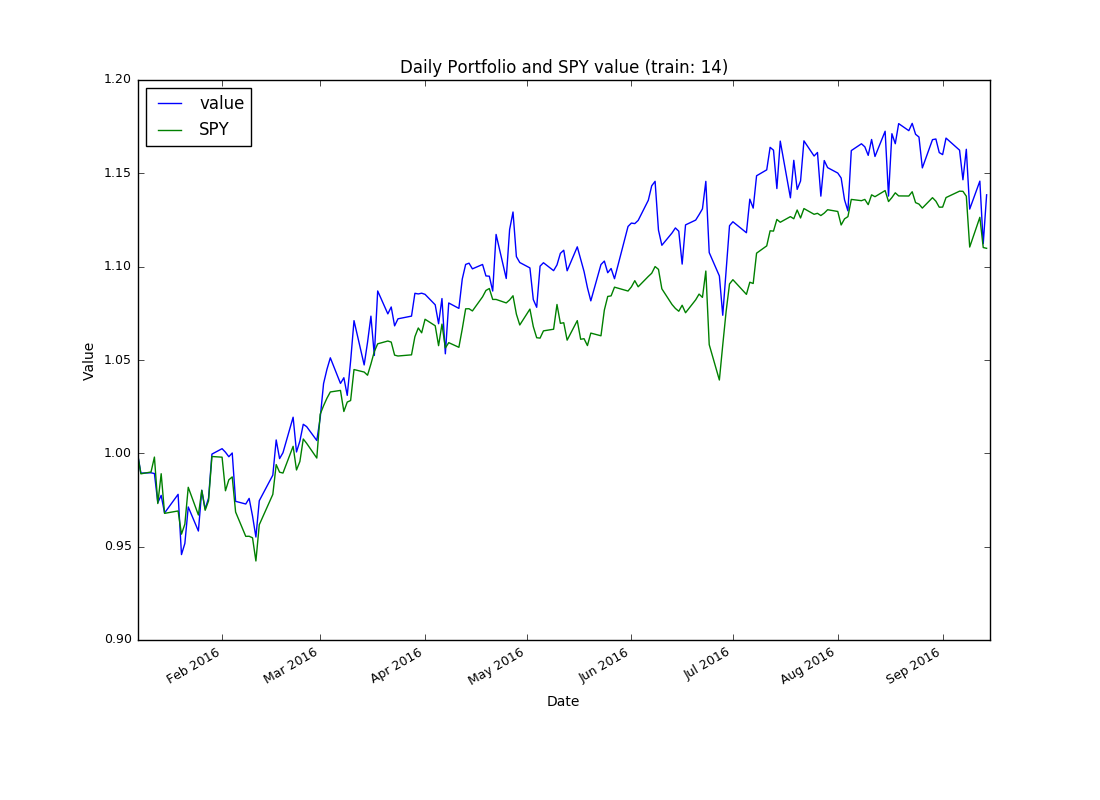 Daily Portfolio and SPY value (train: 14)
1.20
value
SPY
1.15
1.10
1.05
1.00
0.95
0.90
Value
Feb 2016
Mar 2016
Apr 2016
May 2016
Jun 2016
Jul 2016
Aug 2016
Sep 2016
Date